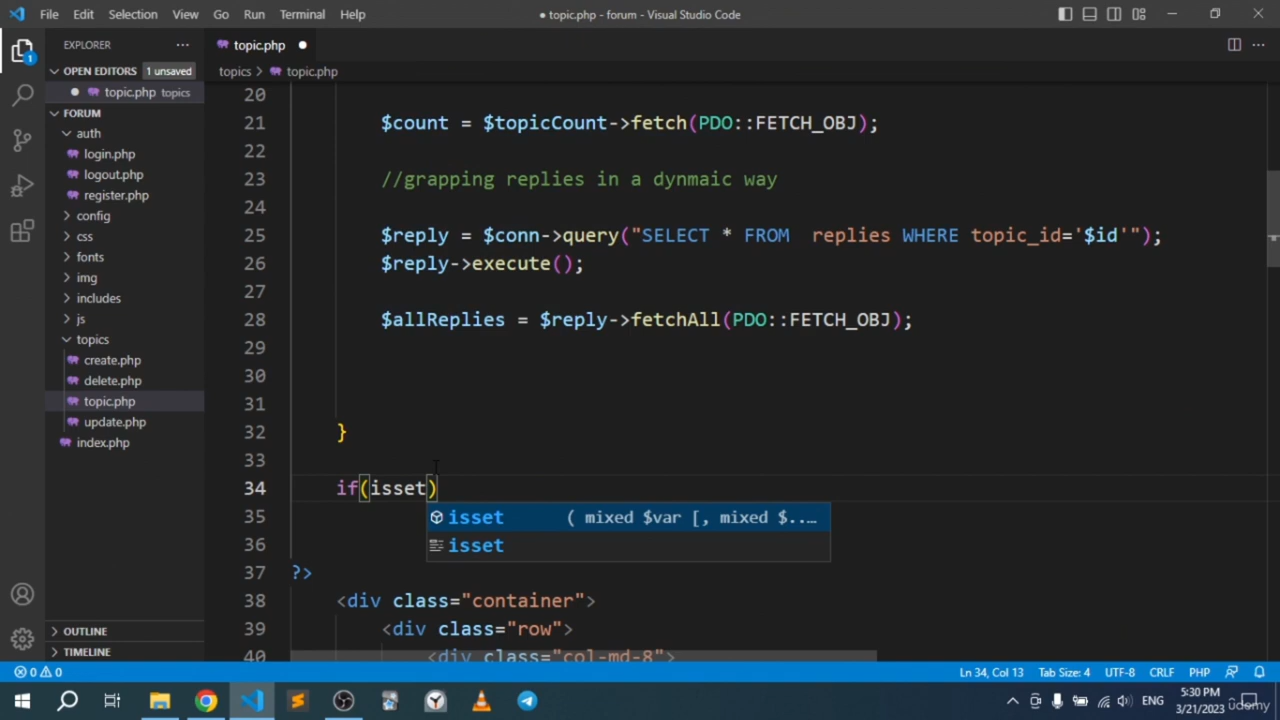 File Edit Selection View Go Run Terminal Help
● topic.php - forum - Visual Studio Code
EXPLORER
OPEN EDITORS 1 unsaved
topic.php topics
FORUM
auth
login.php
logout.php
register.php
config
css
fonts
img
includes
js
topics
create.php
delete.php
topic.php
update.php
index.php
OUTLINE
TIMELINE
topic.php
topics > topic.php
20
21 $count = $topicCount->fetch(PDO::FETCH_OBJ);
22
23 //grapping replies in a dynmaic way
24
25 $reply = $conn->query("SELECT * FROM  replies WHERE topic_id='$id'");
26 $reply->execute();
27
28 $allReplies = $reply->fetchAll(PDO::FETCH_OBJ);
29
30
31
32 }
33
34 if(isset)
isset ( mixed $var [, mixed $...…
isset
35
36
37 ?>
38 <div class="container">
39 <div class="row">
40 <div class="col-md-8">
0 0 Ln 34, Col 13 Tab Size: 4 UTF-8 CRLF PHP
1
ENG 5:30 PM
3/21/2023
udemy